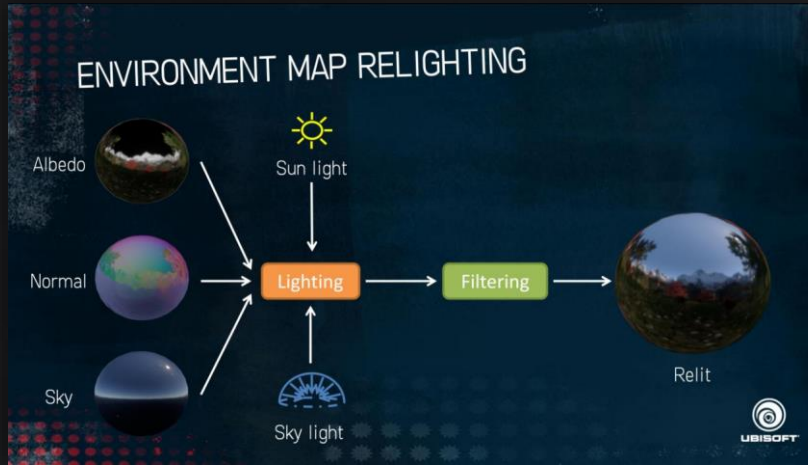 ENVIRONMENT MAP RELIGHTING
Albedo
Sun light
Normal
Lighting
Filtering
Relit
Sky
Sky light
UBISOFT